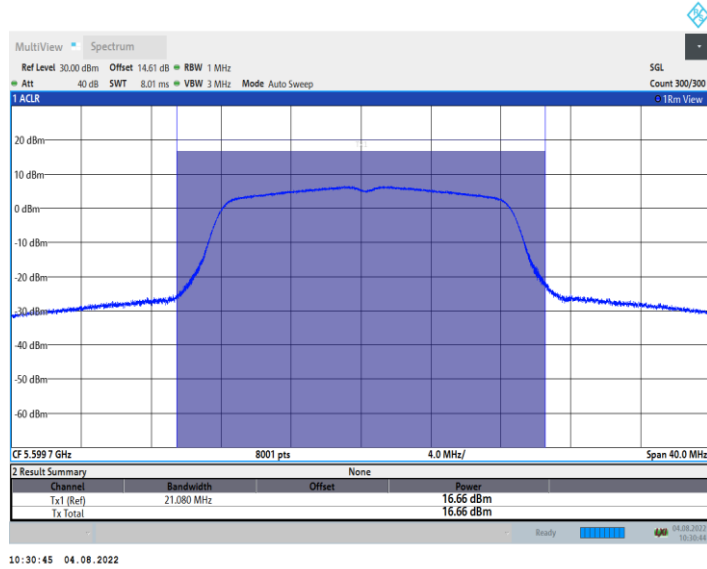 MultiView Spectrum
Ref Level 30.00 dBm Offset 14.61 dB RBW 1 MHz SGL
Att 40 dB SWT 8.01 ms VBW 3 MHz Mode Auto Sweep Count 300/300
1 ACLR 1Rm View
20 dBm
10 dBm
0 dBm
-10 dBm
-20 dBm
-30 dBm
-40 dBm
-50 dBm
-60 dBm
CF 5.599 7 GHz 8001 pts 4.0 MHz/ Span 40.0 MHz
2 Result Summary None
Channel Bandwidth Offset Power
Tx1 (Ref) 21.080 MHz 16.66 dBm
Tx Total 16.66 dBm
Ready 04.08.2022
10:30:44
10:30:45 04.08.2022